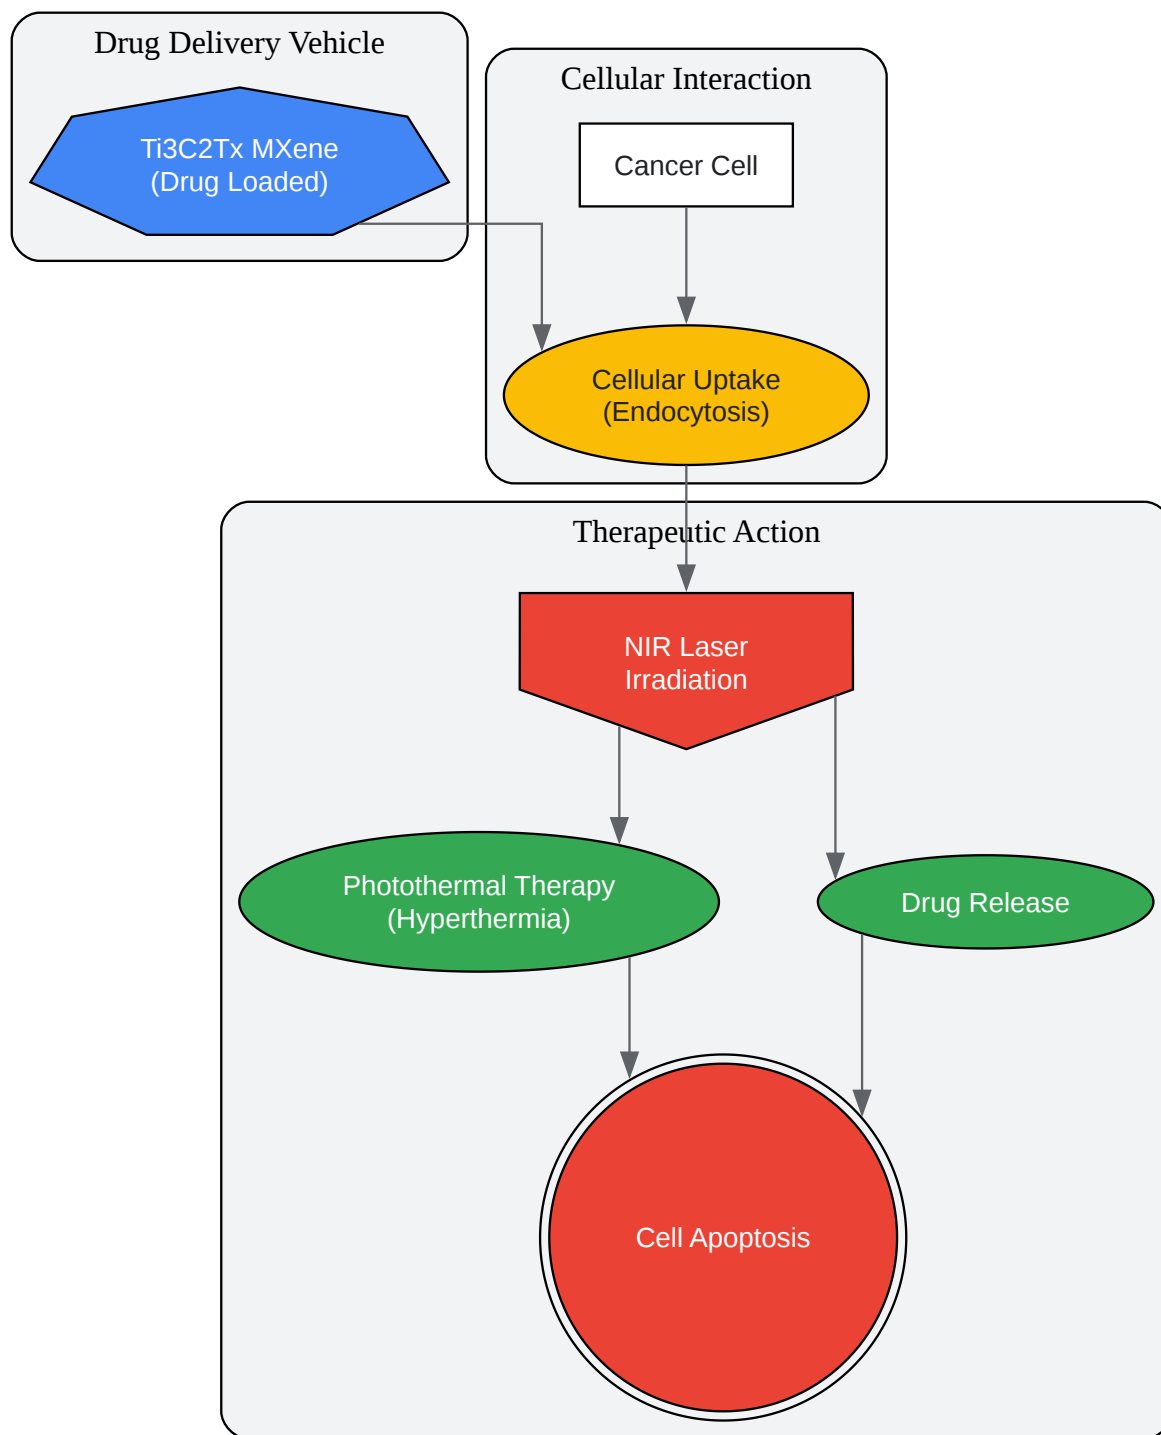 Drug Delivery Vehicle
Ti3C2Tx MXene
(Drug Loaded)
Cellular Interaction
Cancer Cell
Cellular Uptake
(Endocytosis)
Therapeutic Action
NIR Laser
Irradiation
Photothermal Therapy
(Hyperthermia)
Drug Release
Cell Apoptosis